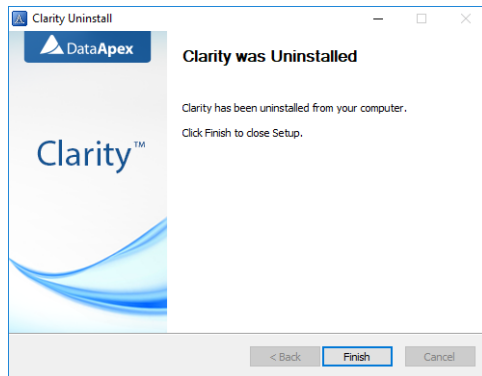 Clarity Uninstall
DataApex
Clarity was Uninstalled
Clarity has been uninstalled from your computer.
Click Finish to close Setup.
Clarity™
< Back
Finish
Cancel